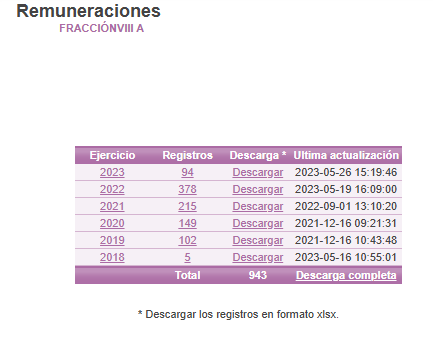 Remuneraciones
FRACCIÓNVIII A
Ejercicio Registros Descarga * Ultima actualización
2023 94 Descargar 2023-05-26 15:19:46
2022 378 Descargar 2023-05-19 16:09:00
2021 215 Descargar 2022-09-01 13:10:20
2020 149 Descargar 2021-12-16 09:21:31
2019 102 Descargar 2021-12-16 10:43:48
2018 5 Descargar 2023-05-16 10:55:01
Total 943 Descarga completa
* Descargar los registros en formato xlsx.